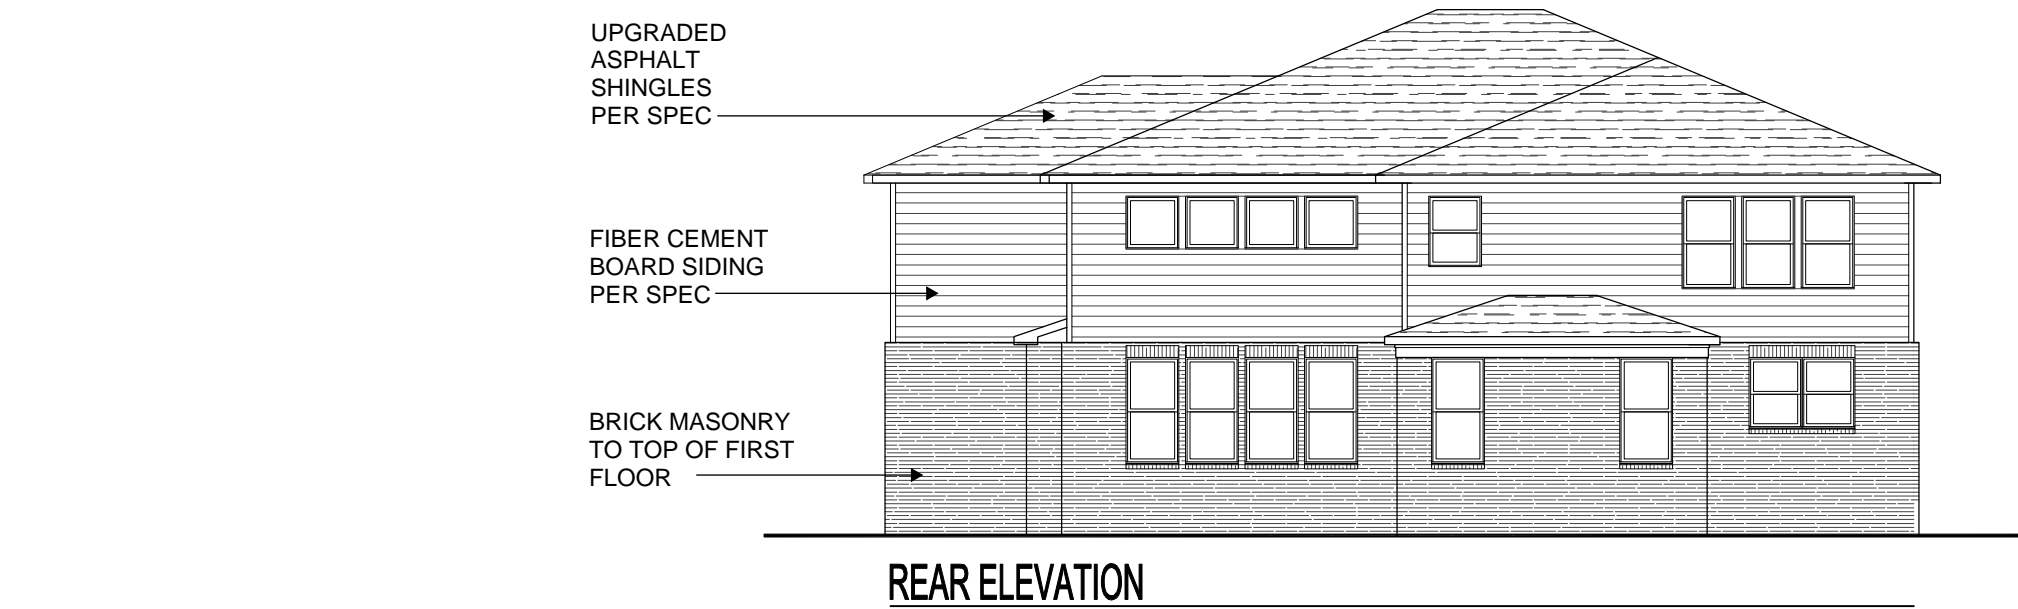 UPGRADED
ASPHALT
SHINGLES
PER SPEC
FIBER CEMENT
BOARD SIDING
PER SPEC
BRICK MASONRY
TO TOP OF FIRST
FLOOR
REAR ELEVATION